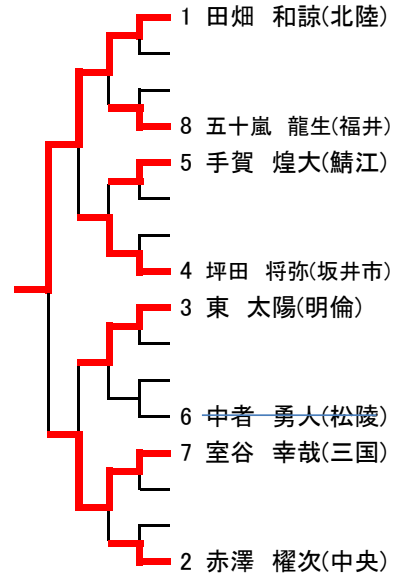 1 田畑 和諒(北陸)
8 五十嵐 龍生(福井)
5 手賀 煌大(鯖江)
4 坪田 将弥(坂井市)
3 東 太陽(明倫)
6 中者 勇人(松陵)
7 室谷 幸哉(三国)
2 赤澤 櫂次(中央)